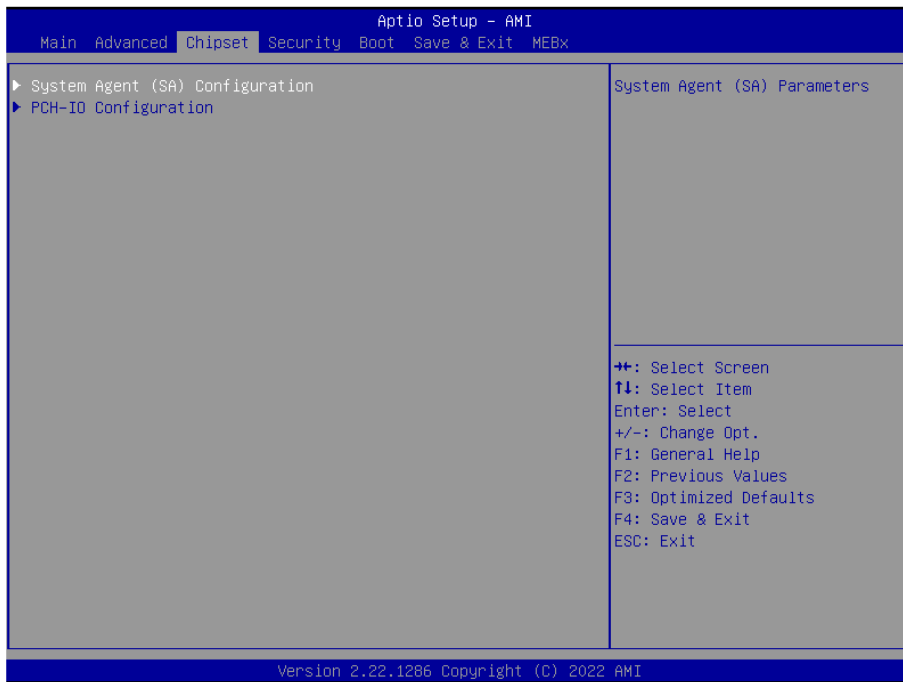 Aptio Setup – AMI
Main Advanced Chipset Security Boot Save & Exit MEBx
▶ System Agent (SA) Configuration
▶ PCH-IO Configuration
System Agent (SA) Parameters
→←: Select Screen
↑↓: Select Item
Enter: Select
+/-: Change Opt.
F1: General Help
F2: Previous Values
F3: Optimized Defaults
F4: Save & Exit
ESC: Exit
Version 2.22.1286 Copyright (C) 2022 AMI